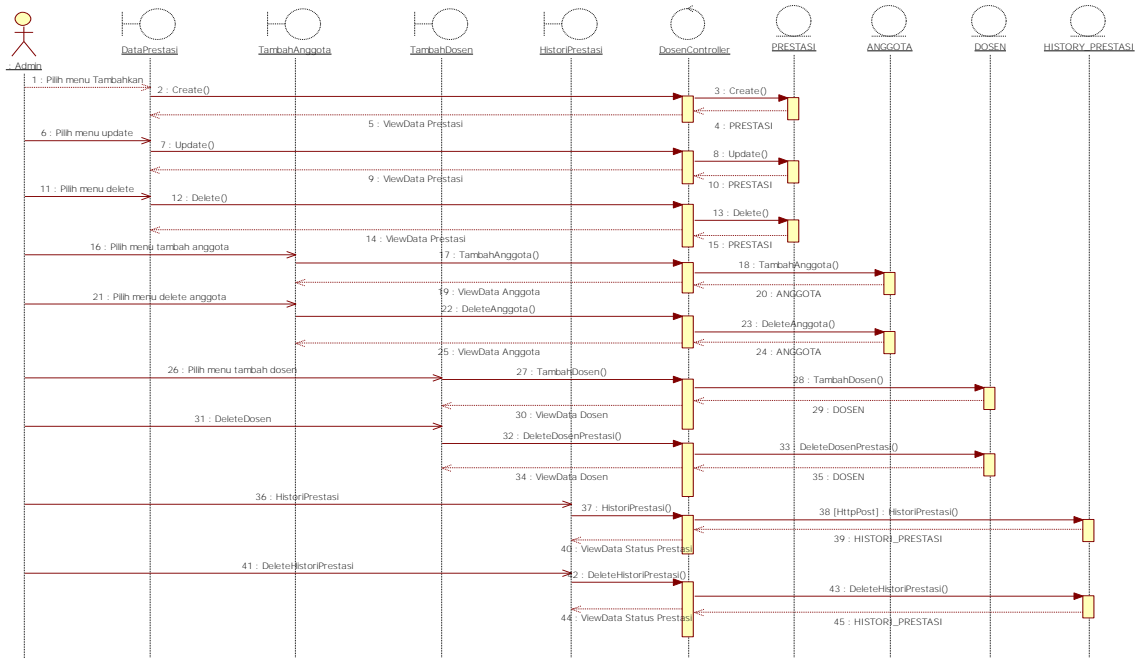 : Admin
DataPrestasi
TambahAnggota
TambahDosen
HistoriPrestasi
DosenController
PRESTASI
ANGGOTA
DOSEN
HISTORY_PRESTASI
1 : Pilih menu Tambahkan
2 : Create()
3 : Create()
4 : PRESTASI
5 : ViewData Prestasi
6 : Pilih menu update
7 : Update()
8 : Update()
9 : ViewData Prestasi
10 : PRESTASI
11 : Pilih menu delete
12 : Delete()
13 : Delete()
14 : ViewData Prestasi
15 : PRESTASI
16 : Pilih menu tambah anggota
17 : TambahAnggota()
18 : TambahAnggota()
19 : ViewData Anggota
20 : ANGGOTA
21 : Pilih menu delete anggota
22 : DeleteAnggota()
23 : DeleteAnggota()
24 : ANGGOTA
25 : ViewData Anggota
26 : Pilih menu tambah dosen
27 : TambahDosen()
28 : TambahDosen()
29 : DOSEN
30 : ViewData Dosen
31 : DeleteDosen
32 : DeleteDosenPrestasi()
33 : DeleteDosenPrestasi()
34 : ViewData Dosen
35 : DOSEN
36 : HistoriPrestasi
37 : HistoriPrestasi()
38 [HttpPost] : HistoriPrestasi()
39 : HISTORI_PRESTASI
40 : ViewData Status Prestasi
41 : DeleteHistoriPrestasi
42 : DeleteHistoriPrestasi()
43 : DeleteHistoriPrestasi()
44 : ViewData Status Prestasi
45 : HISTORI_PRESTASI